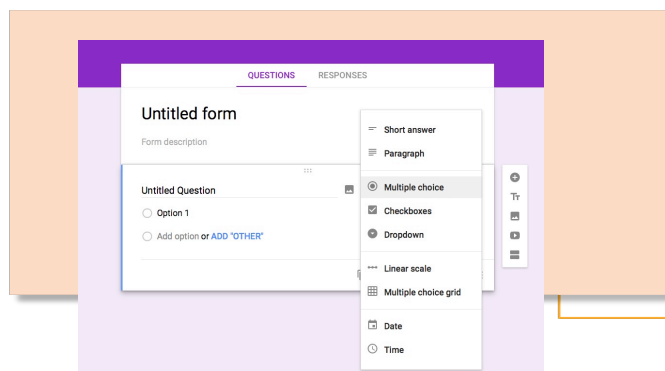 QUESTIONS RESPONSES
Untitled form
Form description
Untitled Question
Option 1
Add option or ADD "OTHER"
Short answer
Paragraph
Multiple choice
Checkboxes
Dropdown
Linear scale
Multiple choice grid
Date
Time
Tт